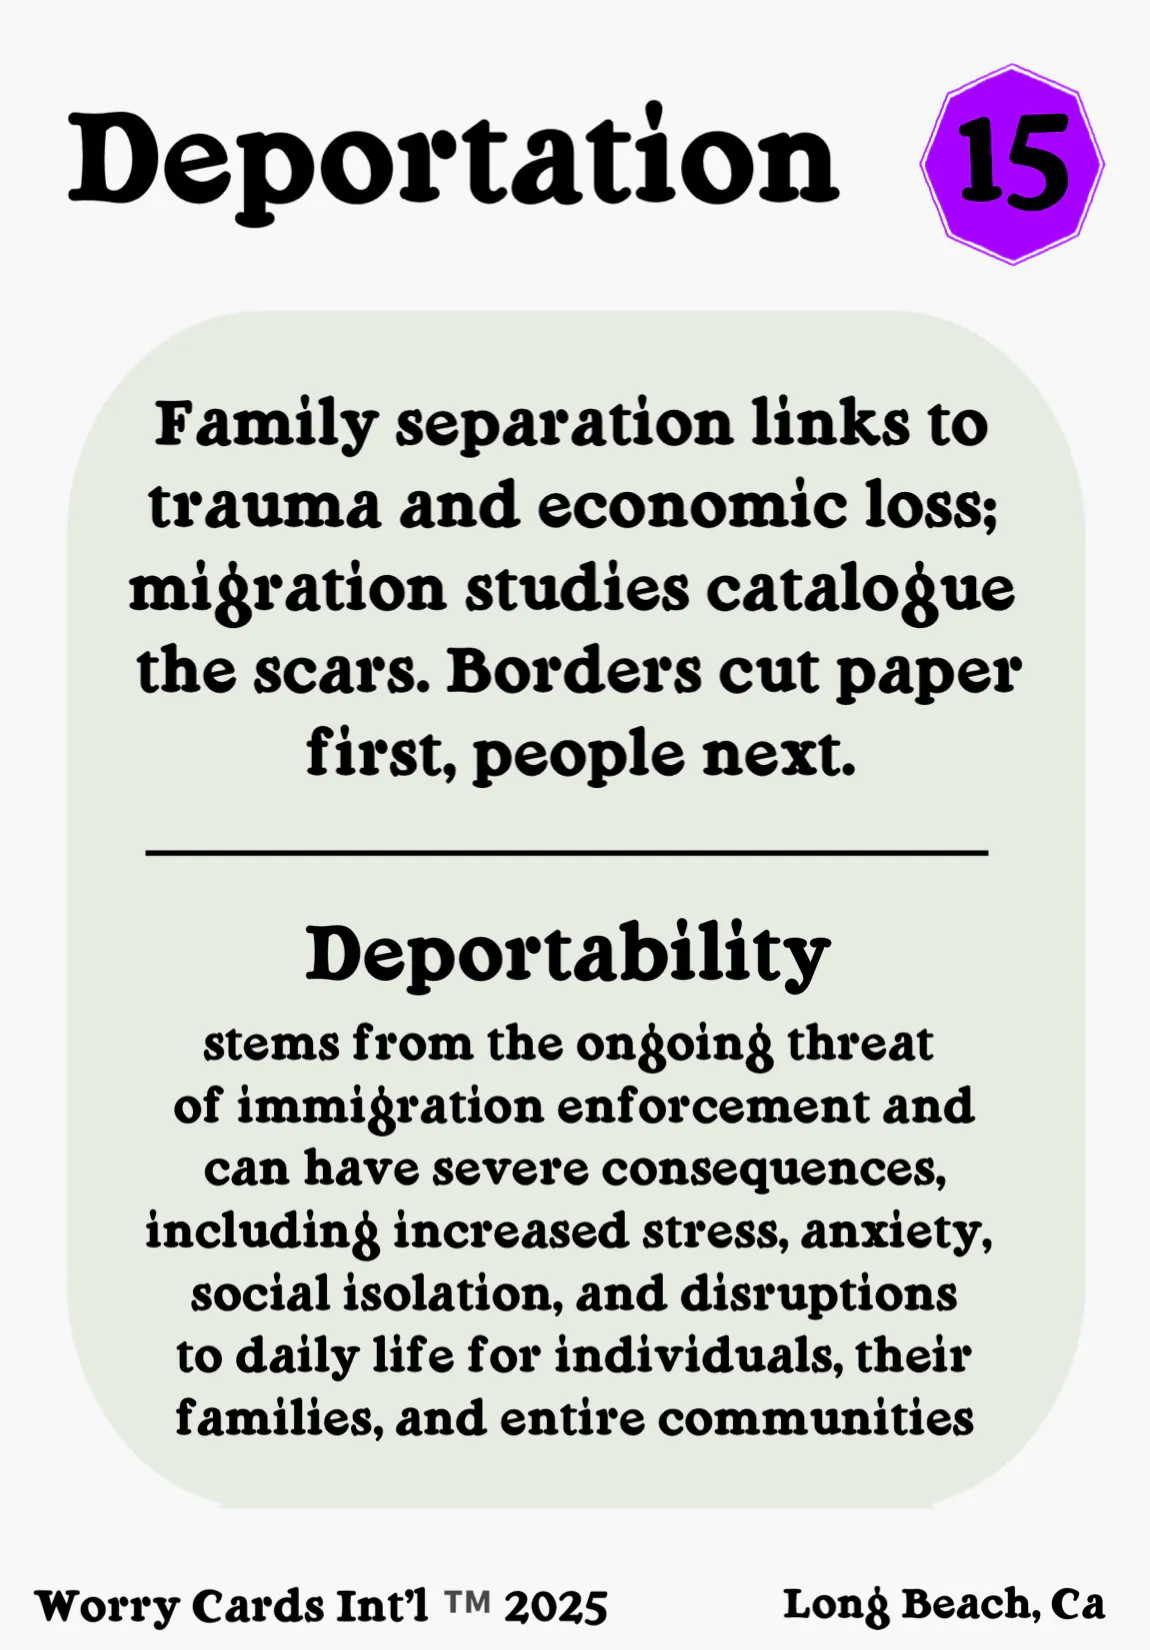 Deportation
15
Family separation links to
trauma and economic loss;
migration studies catalogue
the scars. Borders cut paper
first, people next.
Deportability
stems from the ongoing threat
of immigration enforcement and
can have severe consequences,
including increased stress, anxiety,
social isolation, and disruptions
to daily life for individuals, their
families, and entire communities
Worry Cards Int'l ™ 2025
Long Beach, Ca